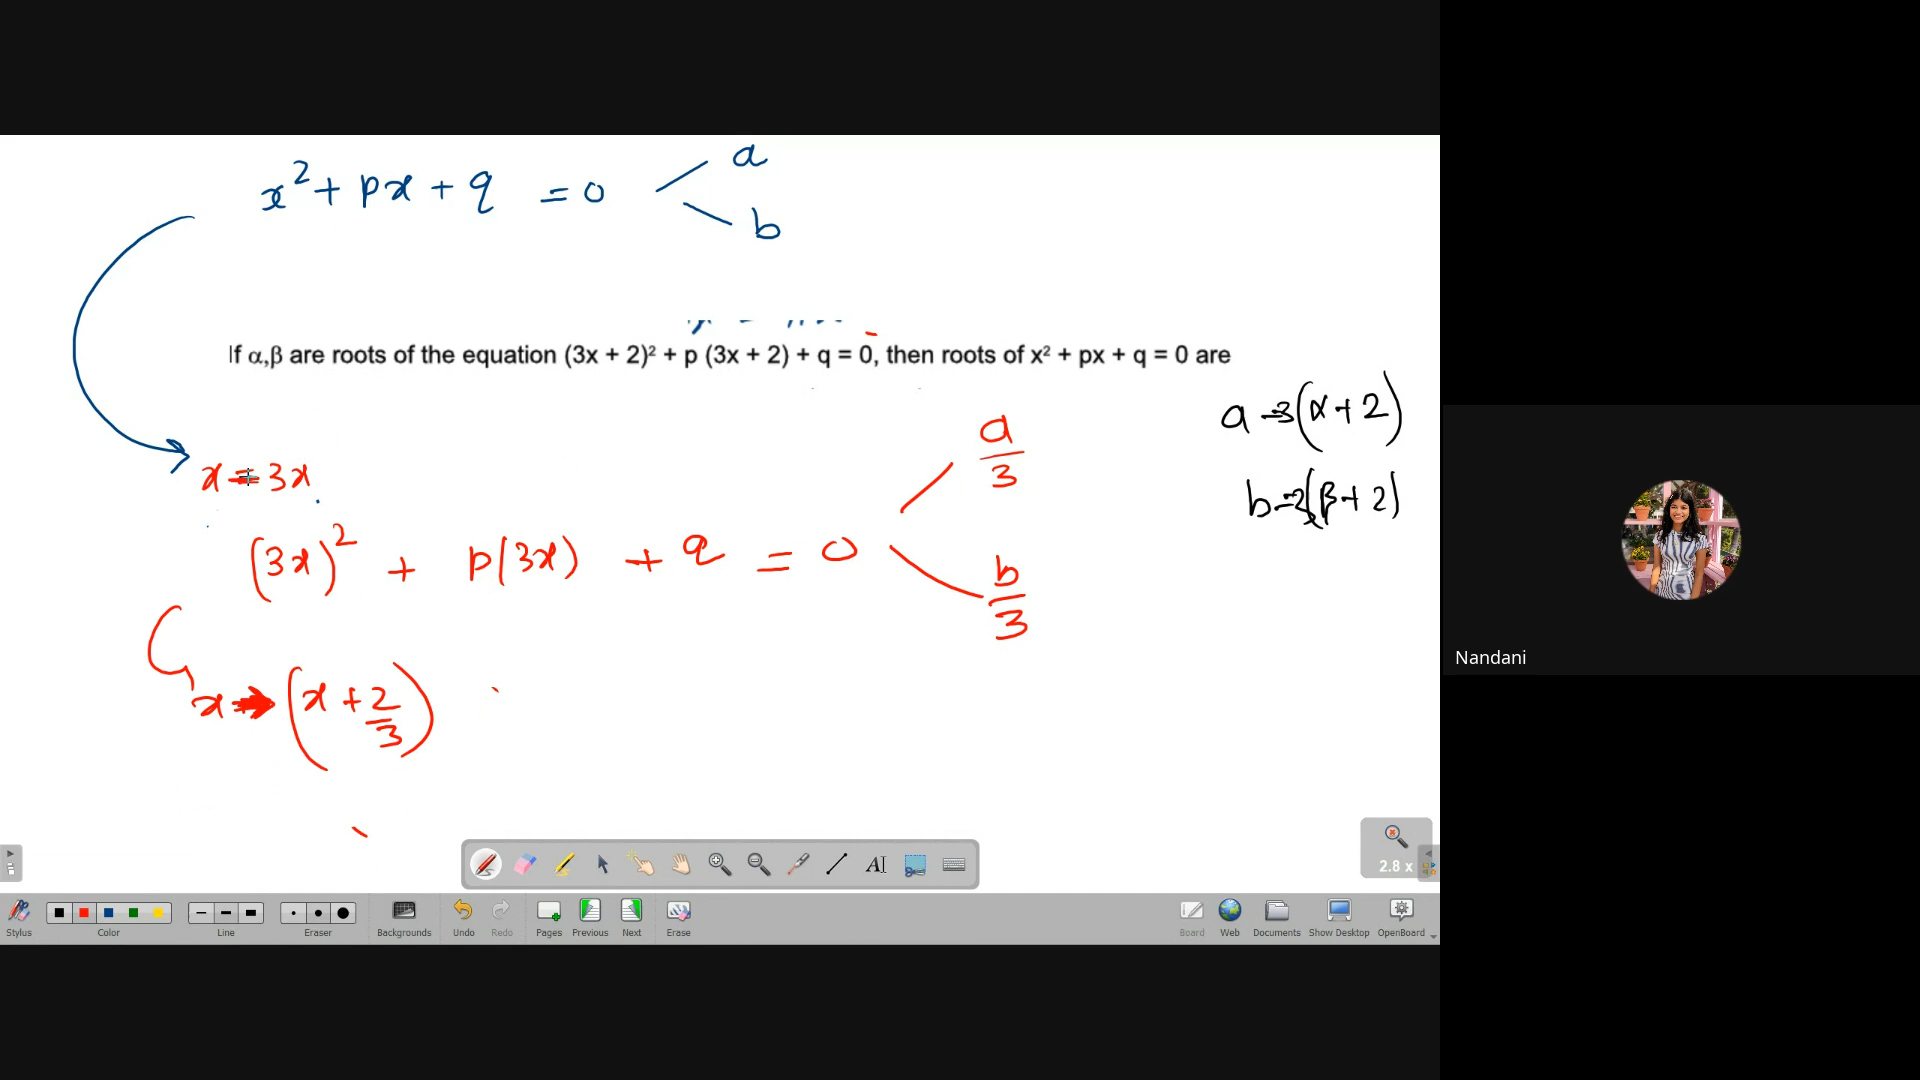 x² + px + q = 0
a
b
If α,β are roots of the equation (3x + 2)² + p (3x + 2) + q = 0, then roots of x² + px + q = 0 are
a = 3(α + 2)
b = (β + 2)
x = 3x
a/3
(3x)² + p(3x) + q = 0
b/3
x → (x + 2/3)
Nandani
2.8 x
Stylus
Color
Line
Eraser
Backgrounds
Undo
Redo
Pages
Previous
Next
Erase
Board
Web
Documents
Show Desktop
OpenBoard